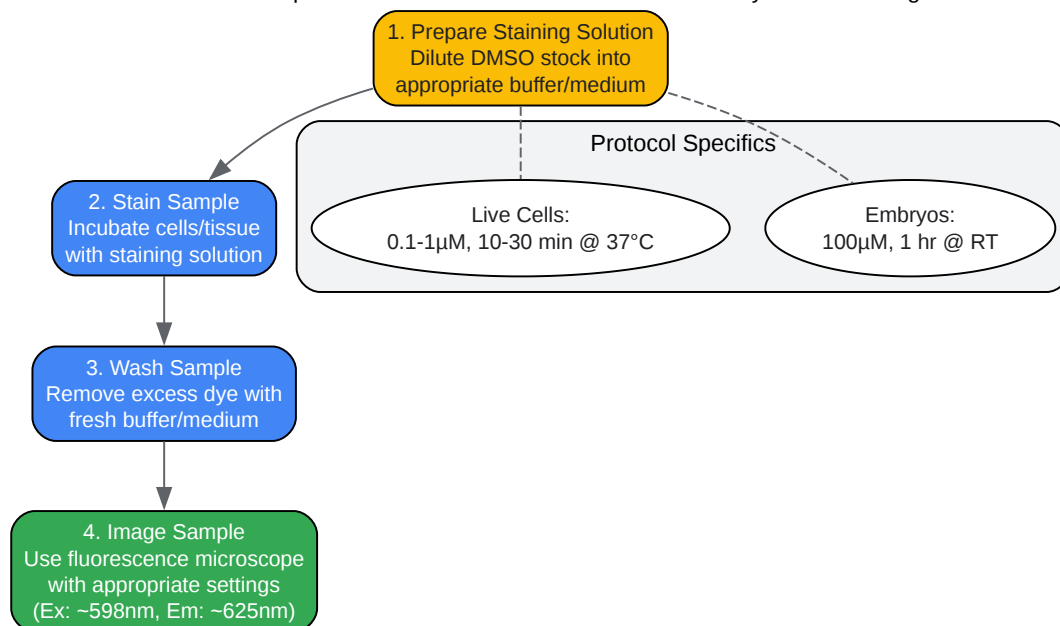 1. Prepare Staining Solution
Dilute DMSO stock into
appropriate buffer/medium
Protocol Specifics
2. Stain Sample
Incubate cells/tissue
with staining solution
Live Cells:
0.1-1µM, 10-30 min @ 37°C
Embryos:
100µM, 1 hr @ RT
3. Wash Sample
Remove excess dye with
fresh buffer/medium
4. Image Sample
Use fluorescence microscope
with appropriate settings
(Ex: ~598nm, Em: ~625nm)